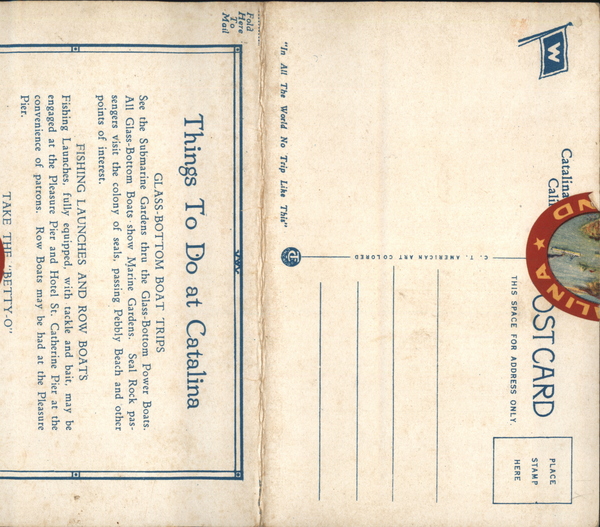 W
Catalina
Cali
LINA
ND
OSTCARD
THIS SPACE FOR ADDRESS ONLY.
PLACE
STAMP
HERE
C. T. AMERICAN ART COLORED
"In All The World No Trip Like This"
Fold
Here
To
Mail
Things To Do at Catalina
GLASS-BOTTOM BOAT TRIPS
See the Submarine Gardens thru the Glass-Bottom Power Boats.
All Glass-Bottom Boats show Marine Gardens. Seal Rock pas-
sengers visit the colony of seals, passing Pebbly Beach and other
points of interest.
FISHING LAUNCHES AND ROW BOATS
Fishing Launches, fully equipped, with tackle and bait, may be
engaged at the Pleasure Pier and Hotel St. Catherine Pier at the
convenience of patrons. Row Boats may be had at the Pleasure
Pier.
TAKE THE "BETTY-O"